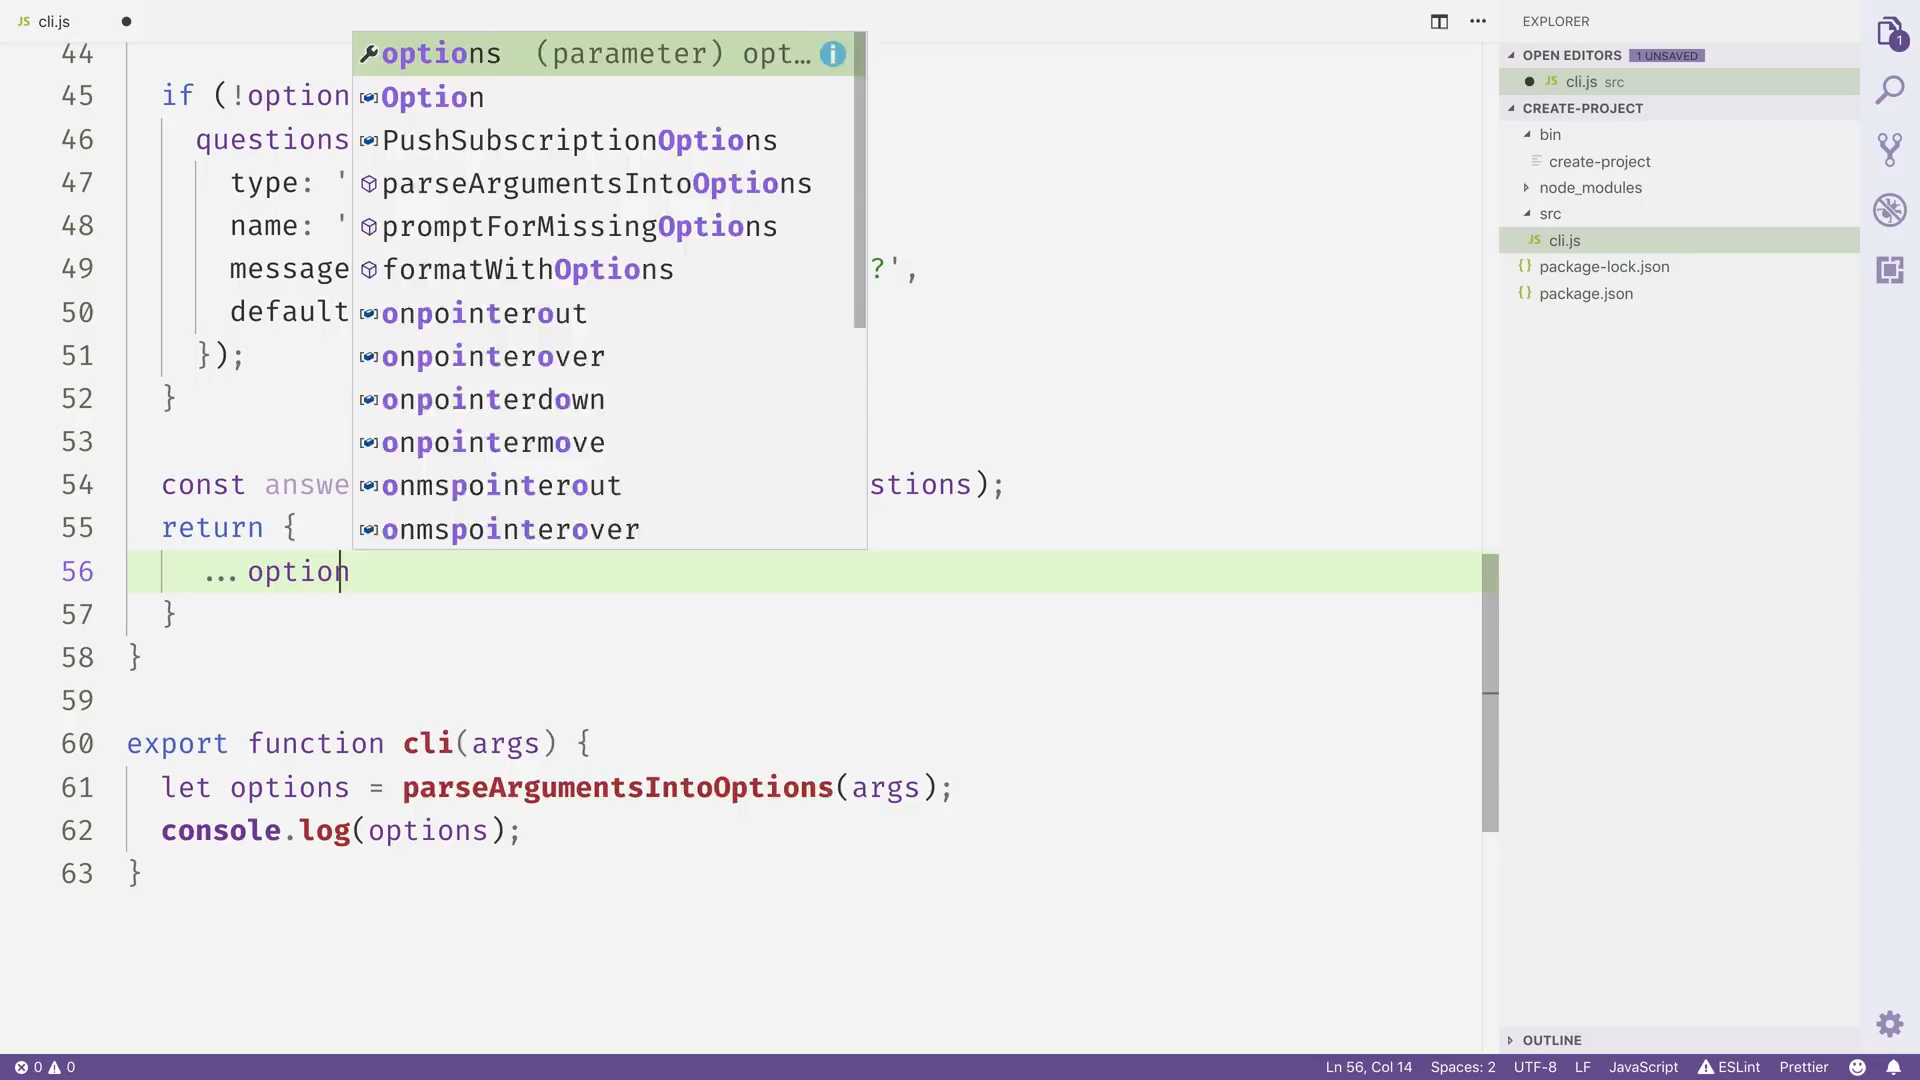 JS cli.js
44
45 if (!option
46 questions
47 type: '
48 name: '
49 message ?',
50 default
51 });
52 }
53
54 const answe stions);
55 return {
56 ...option
57 }
58 }
59
60 export function cli(args) {
61 let options = parseArgumentsIntoOptions(args);
62 console.log(options);
63 }
options (parameter) opt...
Option
PushSubscriptionOptions
parseArgumentsIntoOptions
promptForMissingOptions
formatWithOptions
onpointerout
onpointerover
onpointerdown
onpointermove
onmspointerout
onmspointerover
EXPLORER
OPEN EDITORS 1 UNSAVED
JS cli.js src
CREATE-PROJECT
bin
create-project
node_modules
src
JS cli.js
{} package-lock.json
{} package.json
OUTLINE
1
0 0 Ln 56, Col 14 Spaces: 2 UTF-8 LF JavaScript ESLint Prettier